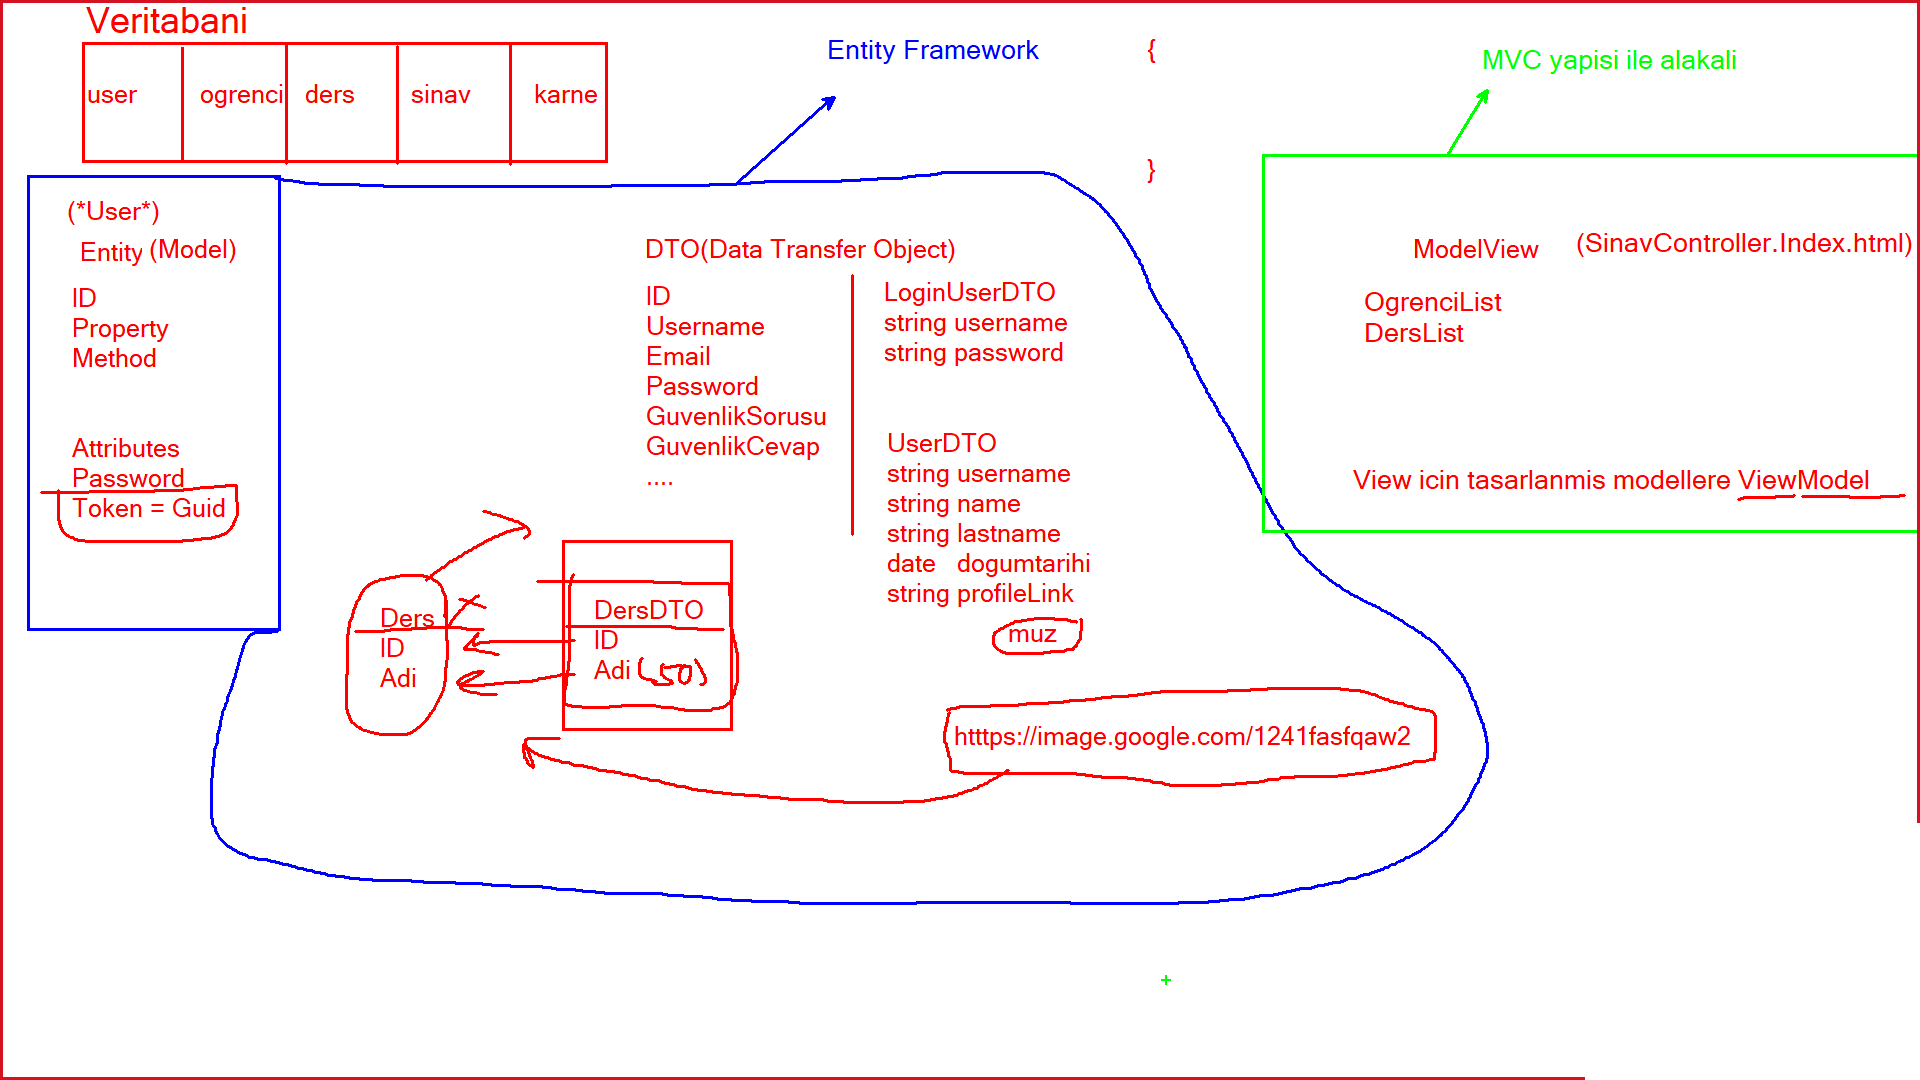 Veritabani
user ogrenci ders sinav karne
Entity Framework
{
}
MVC yapisi ile alakali
(*User*)
Entity (Model)
ID
Property
Method
Attributes
Password
Token = Guid
DTO(Data Transfer Object)
ID
Username
Email
Password
GuvenlikSorusu
GuvenlikCevap
....
LoginUserDTO
string username
string password
UserDTO
string username
string name
string lastname
date dogumtarihi
string profileLink
muz
Ders
ID
Adi
DersDTO
ID
Adi (50)
htttps://image.google.com/1241fasfqaw2
ModelView (SinavController.Index.html)
OgrenciList
DersList
View icin tasarlanmis modellere ViewModel